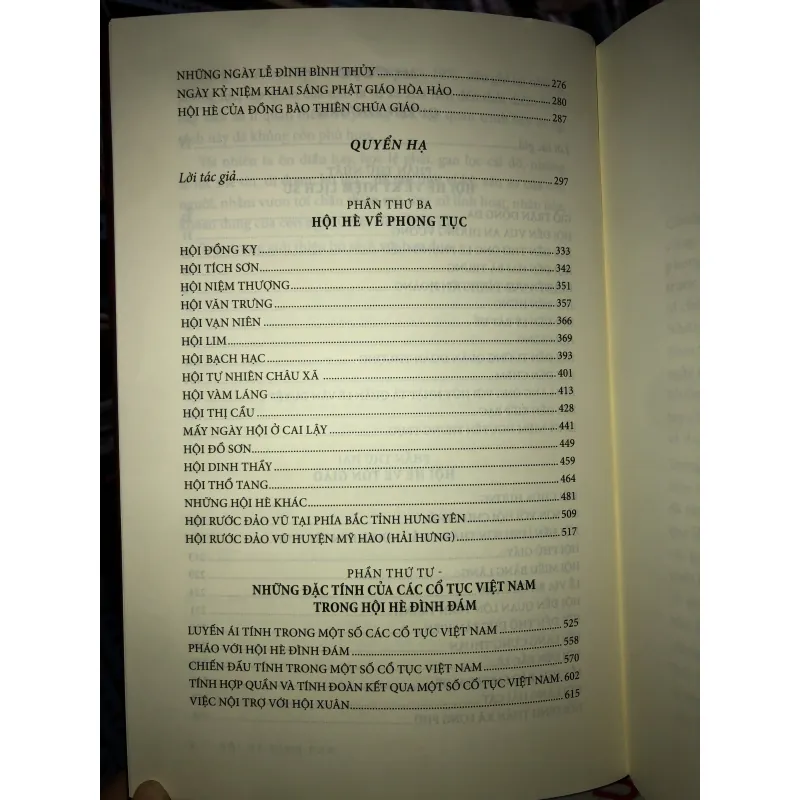 NHỮNG NGÀY LỄ ĐÌNH BÌNH THỦY 276
NGÀY KỶ NIỆM KHAI SÁNG PHẬT GIÁO HÒA HẢO 280
HỘI HÈ CỦA ĐỒNG BÀO THIÊN CHÚA GIÁO 287
QUYỂN HẠ
Lời tác giả 297
PHẦN THỨ BA
HỘI HÈ VỀ PHONG TỤC
HỘI ĐỒNG KỴ 333
HỘI TÍCH SƠN 342
HỘI NIỆM THƯỢNG 351
HỘI VĂN TRƯNG 357
HỘI VẠN NIÊN 366
HỘI LIM 369
HỘI BẠCH HẠC 393
HỘI TỰ NHIÊN CHÂU XÃ 401
HỘI VÀM LÁNG 413
HỘI THỊ CẦU 428
MẤY NGÀY HỘI Ở CAI LẬY 441
HỘI ĐỒ SƠN 449
HỘI DINH THẦY 459
HỘI THỔ TANG 464
NHỮNG HỘI HÈ KHÁC 481
HỘI RƯỚC ĐẢO VŨ TẠI PHÍA BẮC TỈNH HƯNG YÊN 509
HỘI RƯỚC ĐẢO VŨ HUYỆN MỸ HÀO (HẢI HƯNG) 517
PHẦN THỨ TƯ -
NHỮNG ĐẶC TÍNH CỦA CÁC CỔ TỤC VIỆT NAM
TRONG HỘI HÈ ĐÌNH ĐÁM
LUYẾN ÁI TÍNH TRONG MỘT SỐ CÁC CỔ TỤC VIỆT NAM 525
PHÁO VỚI HỘI HÈ ĐÌNH ĐÁM 558
CHIẾN ĐẤU TÍNH TRONG MỘT SỐ CỔ TỤC VIỆT NAM 570
TÍNH HỢP QUẦN VÀ TÍNH ĐOÀN KẾT QUA MỘT SỐ CỔ TỤC VIỆT NAM 602
VIỆC NỘI TRỢ VỚI HỘI XUÂN 615